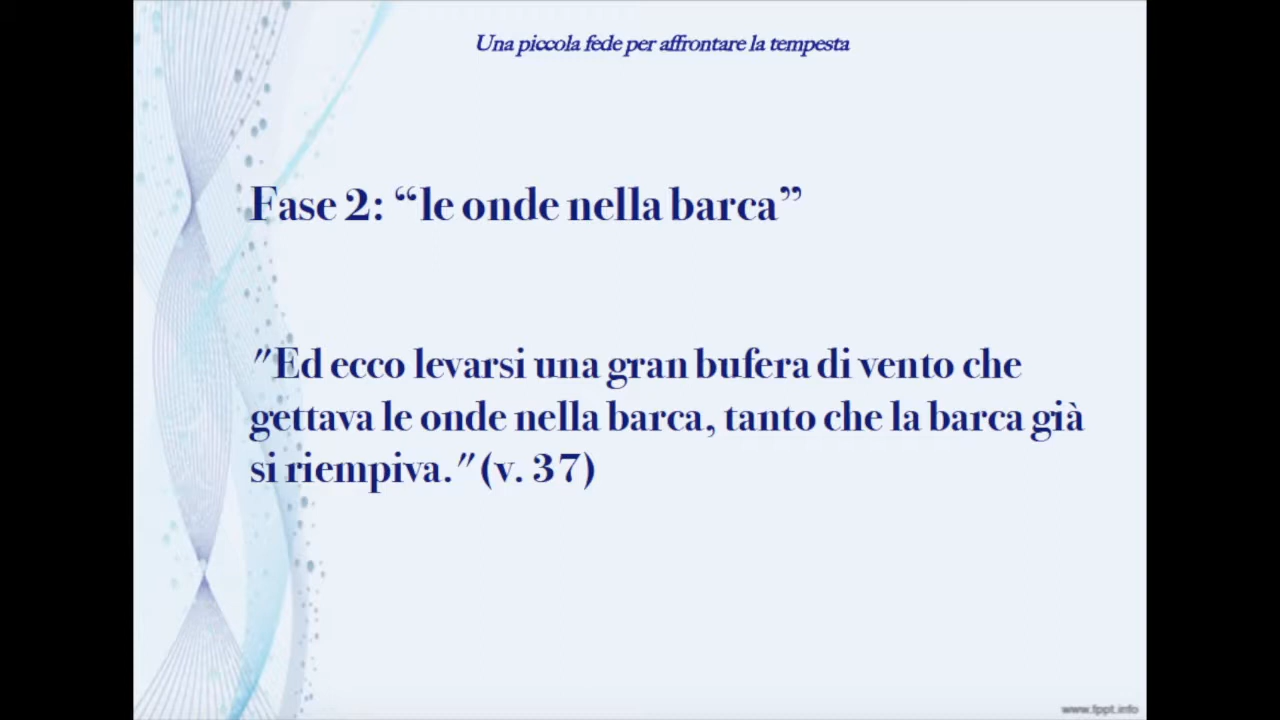 Una piccola fede per affrontare la tempesta
Fase 2: “le onde nella barca”
"Ed ecco levarsi una gran bufera di vento che
gettava le onde nella barca, tanto che la barca già
si riempiva."(v. 37)
www.fppt.info